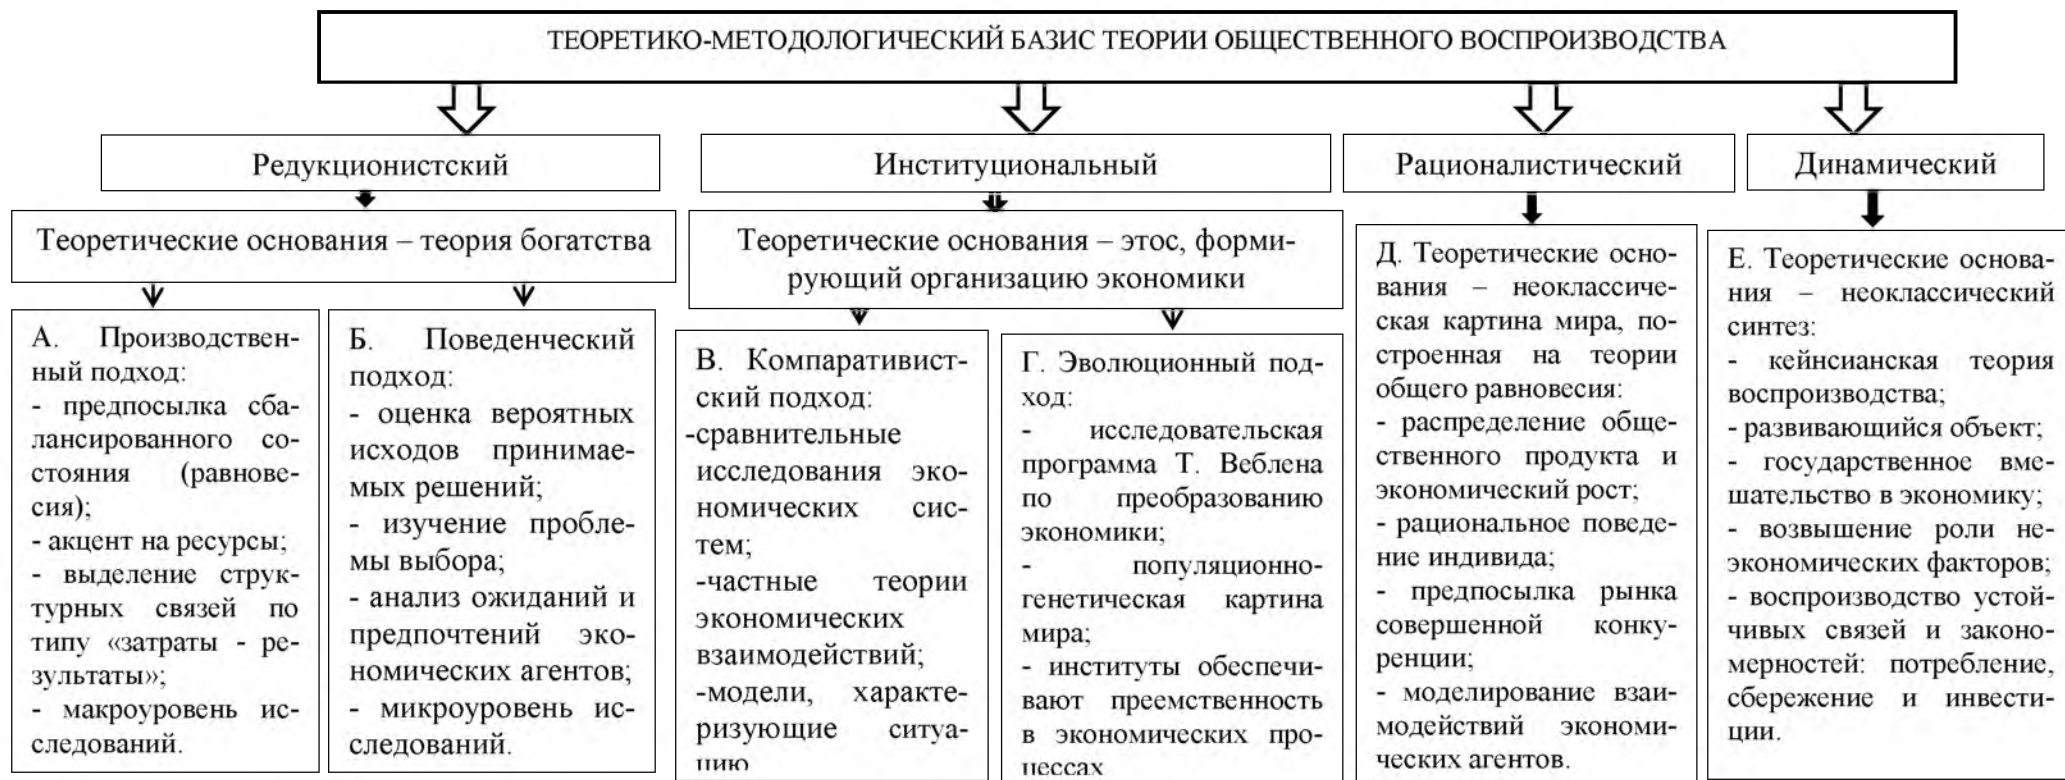 ТЕОРЕТИКО-МЕТОДОЛОГИЧЕСКИЙ БАЗИС ТЕОРИИ ОБЩЕСТВЕННОГО ВОСПРОИЗВОДСТВА
Редукционистский
Институциональный
Рационалистический
Динамический
Теоретические основания – теория богатства
Теоретические основания – этос, форми-
рующий организацию экономики
А. Производствен-
ный подход:
- предпосылка сба-
лансированного со-
стояния (равнове-
сия);
- акцент на ресурсы;
- выделение струк-
турных связей по
типу «затраты - ре-
зультаты»;
- макроуровень ис-
следований.
Б. Поведенческий
подход:
- оценка вероятных
исходов принимае-
мых решений;
- изучение пробле-
мы выбора;
- анализ ожиданий и
предпочтений эко-
номических агентов;
- микроуровень ис-
следований.
В. Компаративист-
ский подход:
-сравнительные
исследования эко-
номических сис-
тем;
-частные теории
экономических
взаимодействий;
-модели, характе-
ризующие ситуа-
цию
Г. Эволюционный под-
ход:
- исследовательская
программа Т. Веблена
по преобразованию
экономики;
- популяционно-
генетическая картина
мира;
- институты обеспечи-
вают преемственность
в экономических про-
цессах
Д. Теоретические осно-
вания – неоклассиче-
ская картина мира, по-
строенная на теории
общего равновесия:
- распределение обще-
ственного продукта и
экономический рост;
- рациональное поведе-
ние индивида;
- предпосылка рынка
совершенной конку-
ренции;
- моделирование вза-
имодействий экономи-
ческих агентов.
Е. Теоретические основа-
ния – неоклассический
синтез:
- кейнсианская теория
воспроизводства;
- развивающийся объект;
- государственное вме-
шательство в экономику;
- возвышение роли не-
экономических факторов;
- воспроизводство устой-
чивых связей и законо-
мерностей: потребление,
сбережение и инвести-
ции.